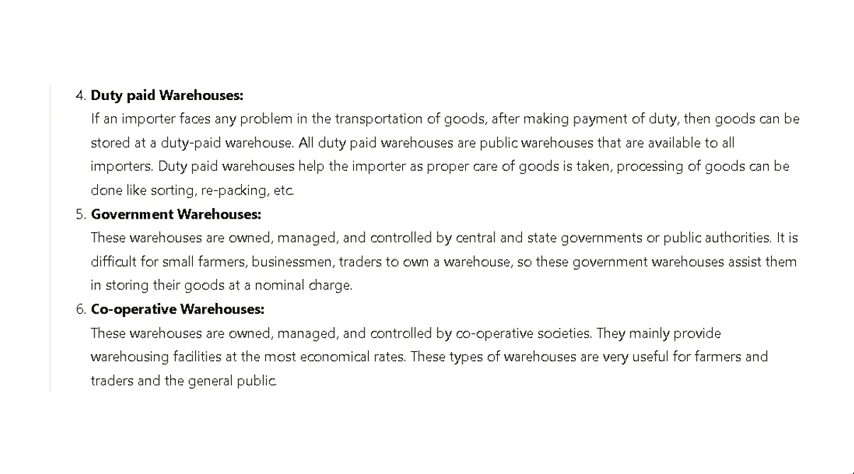 4. Duty paid Warehouses:
If an importer faces any problem in the transportation of goods, after making payment of duty, then goods can be
stored at a duty-paid warehouse. All duty paid warehouses are public warehouses that are available to all
importers. Duty paid warehouses help the importer as proper care of goods is taken, processing of goods can be
done like sorting, re-packing, etc.
5. Government Warehouses:
These warehouses are owned, managed, and controlled by central and state governments or public authorities. It is
difficult for small farmers, businessmen, traders to own a warehouse, so these government warehouses assist them
in storing their goods at a nominal charge.
6. Co-operative Warehouses:
These warehouses are owned, managed, and controlled by co-operative societies. They mainly provide
warehousing facilities at the most economical rates. These types of warehouses are very useful for farmers and
traders and the general public.